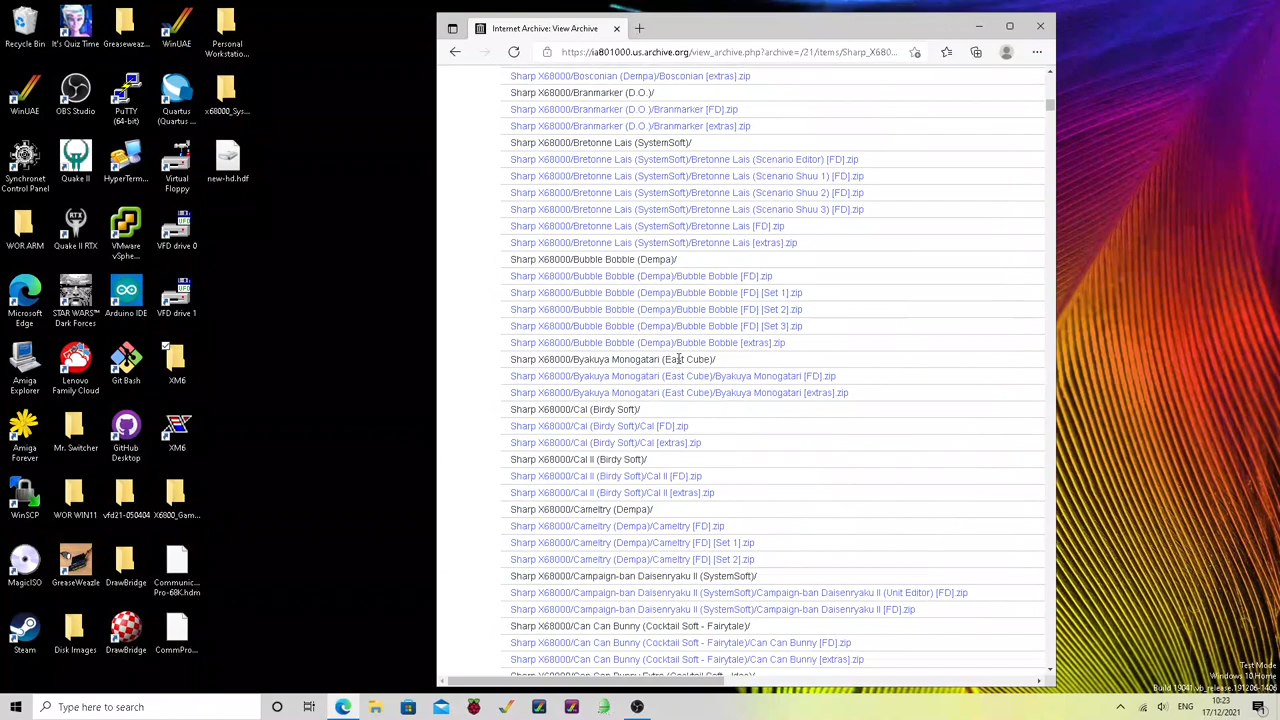 Recycle Bin
It's Quiz Time
Greaseweaz...
WinUAE
Personal Workstatio...
WinUAE
OBS Studio
PuTTY (64-bit)
Quartus (Quartus ...
x68000_Sys...
Synchronet Control Panel
Quake II
HyperTerm...
Virtual Floppy
new-hd.hdf
WOR ARM
Quake II RTX
VMware vSphe...
VFD drive 0
Microsoft Edge
STAR WARS™ Dark Forces
Arduino IDE
VFD drive 1
Amiga Explorer
Lenovo Family Cloud
Git Bash
XM6
Amiga Forever
Mr. Switcher
GitHub Desktop
XM6
WinSCP
WOR WIN11
vfd21-050404
X6800_Gam...
MagicISO
GreaseWeazle
DrawBridge
Communic... Pro-68K.hdm
Steam
Disk Images
DrawBridge
CommPro...
Internet Archive: View Archive
https://ia801000.us.archive.org/view_archive.php?archive=/21/items/Sharp_X680...
Sharp X68000/Bosconian (Dempa)/Bosconian [extras].zip
Sharp X68000/Branmarker (D.O.)/
Sharp X68000/Branmarker (D.O.)/Branmarker [FD].zip
Sharp X68000/Branmarker (D.O.)/Branmarker [extras].zip
Sharp X68000/Bretonne Lais (SystemSoft)/
Sharp X68000/Bretonne Lais (SystemSoft)/Bretonne Lais (Scenario Editor) [FD].zip
Sharp X68000/Bretonne Lais (SystemSoft)/Bretonne Lais (Scenario Shuu 1) [FD].zip
Sharp X68000/Bretonne Lais (SystemSoft)/Bretonne Lais (Scenario Shuu 2) [FD].zip
Sharp X68000/Bretonne Lais (SystemSoft)/Bretonne Lais (Scenario Shuu 3) [FD].zip
Sharp X68000/Bretonne Lais (SystemSoft)/Bretonne Lais [FD].zip
Sharp X68000/Bretonne Lais (SystemSoft)/Bretonne Lais [extras].zip
Sharp X68000/Bubble Bobble (Dempa)/
Sharp X68000/Bubble Bobble (Dempa)/Bubble Bobble [FD].zip
Sharp X68000/Bubble Bobble (Dempa)/Bubble Bobble [FD] [Set 1].zip
Sharp X68000/Bubble Bobble (Dempa)/Bubble Bobble [FD] [Set 2].zip
Sharp X68000/Bubble Bobble (Dempa)/Bubble Bobble [FD] [Set 3].zip
Sharp X68000/Bubble Bobble (Dempa)/Bubble Bobble [extras].zip
Sharp X68000/Byakuya Monogatari (East Cube)/
Sharp X68000/Byakuya Monogatari (East Cube)/Byakuya Monogatari [FD].zip
Sharp X68000/Byakuya Monogatari (East Cube)/Byakuya Monogatari [extras].zip
Sharp X68000/Cal (Birdy Soft)/
Sharp X68000/Cal (Birdy Soft)/Cal [FD].zip
Sharp X68000/Cal (Birdy Soft)/Cal [extras].zip
Sharp X68000/Cal II (Birdy Soft)/
Sharp X68000/Cal II (Birdy Soft)/Cal II [FD].zip
Sharp X68000/Cal II (Birdy Soft)/Cal II [extras].zip
Sharp X68000/Cameltry (Dempa)/
Sharp X68000/Cameltry (Dempa)/Cameltry [FD].zip
Sharp X68000/Cameltry (Dempa)/Cameltry [FD] [Set 1].zip
Sharp X68000/Cameltry (Dempa)/Cameltry [FD] [Set 2].zip
Sharp X68000/Campaign-ban Daisenryaku II (SystemSoft)/
Sharp X68000/Campaign-ban Daisenryaku II (SystemSoft)/Campaign-ban Daisenryaku II (Unit Editor) [FD].zip
Sharp X68000/Campaign-ban Daisenryaku II (SystemSoft)/Campaign-ban Daisenryaku II [FD].zip
Sharp X68000/Can Can Bunny (Cocktail Soft - Fairytale)/
Sharp X68000/Can Can Bunny (Cocktail Soft - Fairytale)/Can Can Bunny [FD].zip
Sharp X68000/Can Can Bunny (Cocktail Soft - Fairytale)/Can Can Bunny [extras].zip
Test Mode
Windows 10 Home
Build 19041.vb_release.191206-1406
Type here to search
10:23
17/12/2021